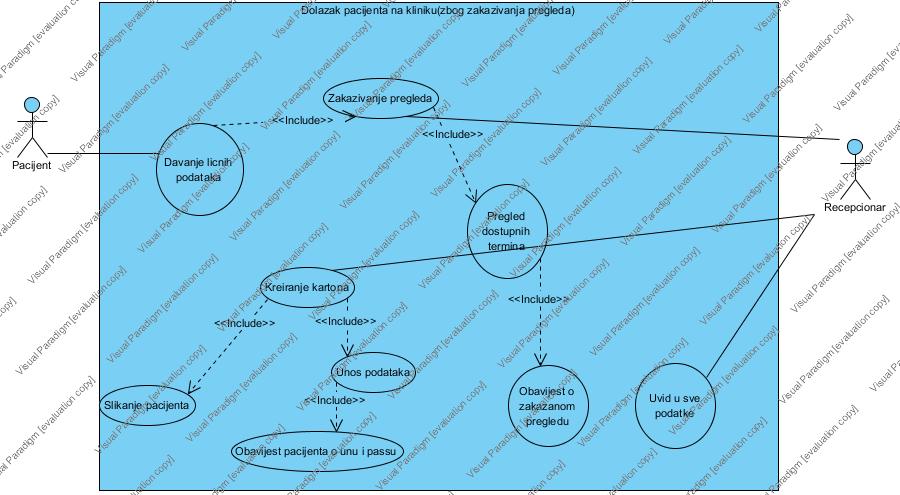 Dolazak pacijenta na kliniku(zbog zakazivanja pregleda)
Zakazivanje pregleda
<<Include>>
<<Include>>
Pacijent
Davanje licnih
podataka
Recepcionar
Pregled
dostupnih
termina
Kreiranje kartona
<<Include>>
<<Include>>
<<Include>>
Unos podataka
<<Include>>
Slikanje pacijenta
Obavijest o
zakazanom
pregledu
Uvid u sve
podatke
Obavijest pacijenta o unu i passu
Visual Paradigm [evaluation copy]